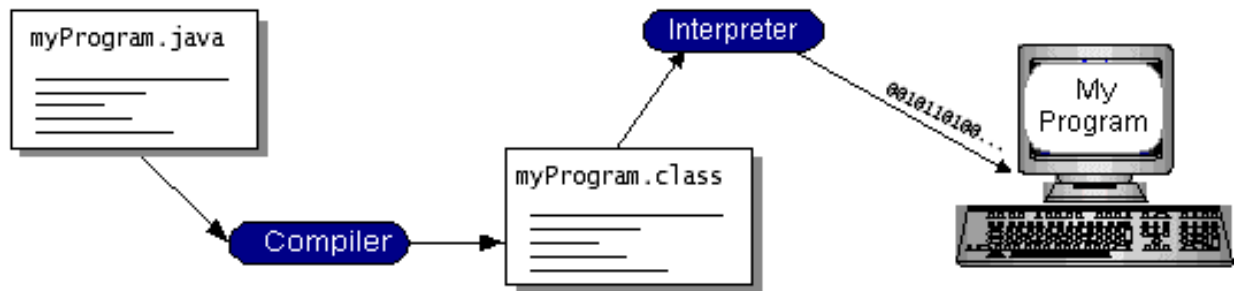 myProgram.java
Compiler
myProgram.class
Interpreter
0010110100...
My
Program